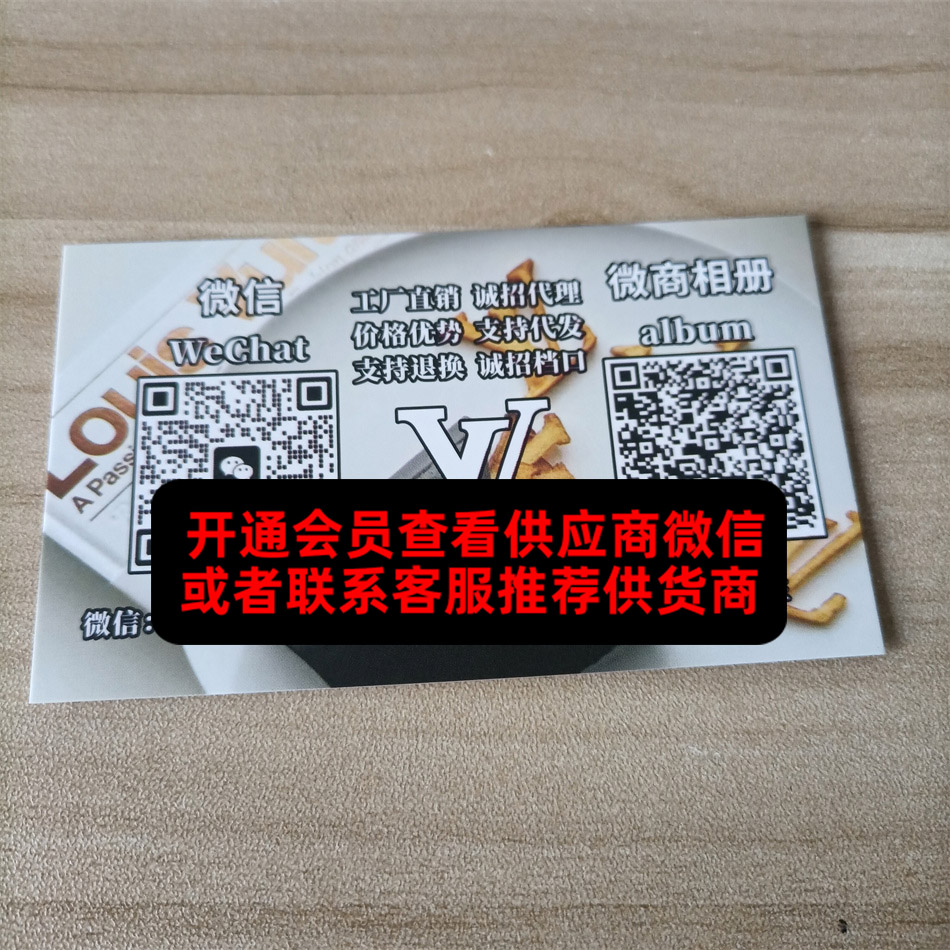 微信
WeChat
工厂直销 诚招代理
价格优势 支持代发
支持退换 诚招档口
微商相册
album
Louis
A Passi
开通会员查看供应商微信
或者联系客服推荐供货商
微信: